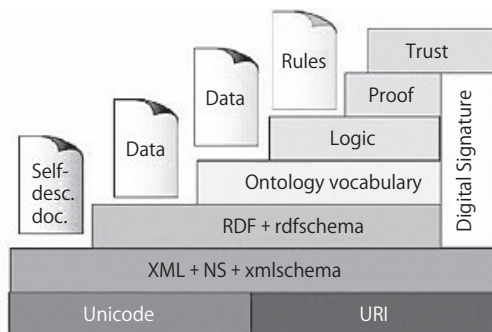 Trust
Rules
Proof
Data
Logic
Data
Self-
desc.
doc.
Ontology vocabulary
Digital Signature
RDF + rdfschema
XML + NS + xmlschema
Unicode
URI